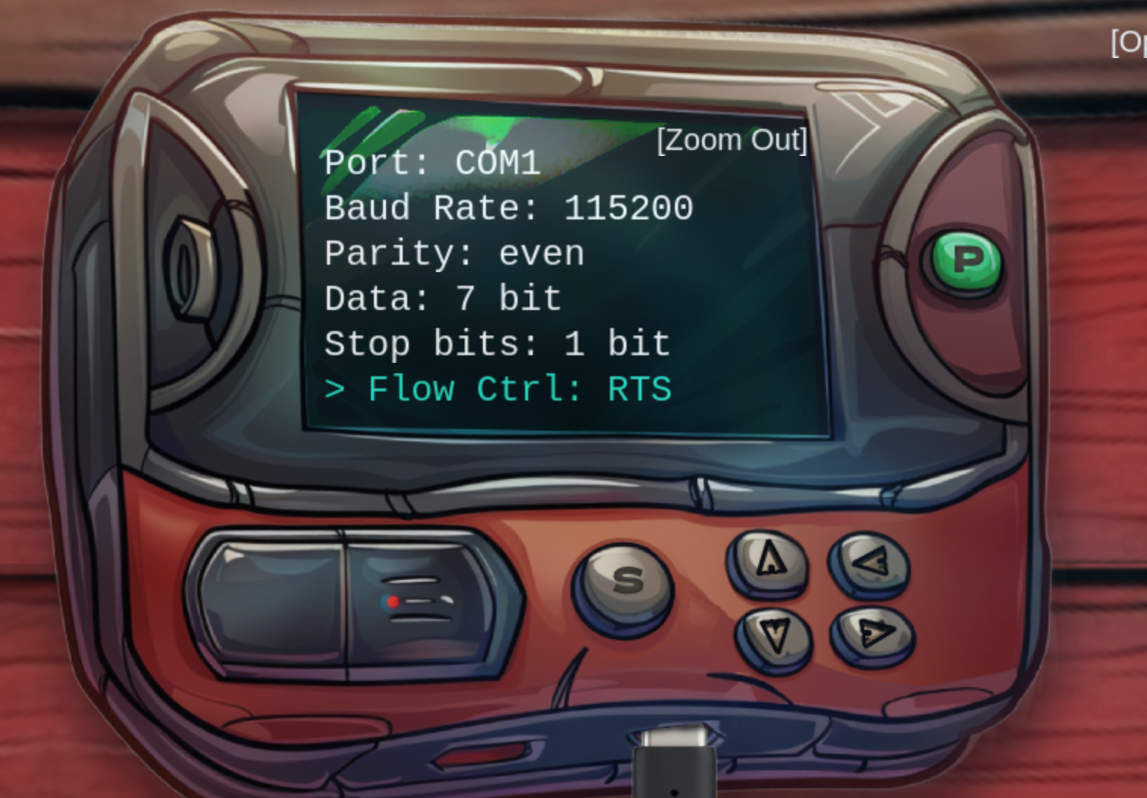 [Op
[Zoom Out]
Port: COM1
Baud Rate: 115200
Parity: even
Data: 7 bit
Stop bits: 1 bit
> Flow Ctrl: RTS
P
S